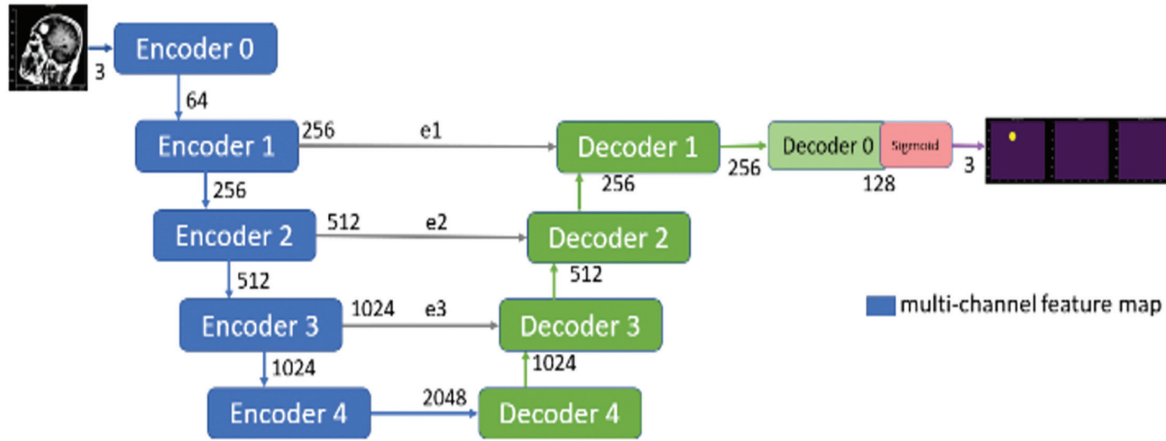 Encoder 0
3
64
Encoder 1
256
e1
Decoder 1
256
Decoder 0
Sigmoid
128
3
256
256
Encoder 2
512
e2
Decoder 2
512
512
Encoder 3
1024
e3
Decoder 3
multi-channel feature map
1024
1024
Encoder 4
2048
Decoder 4